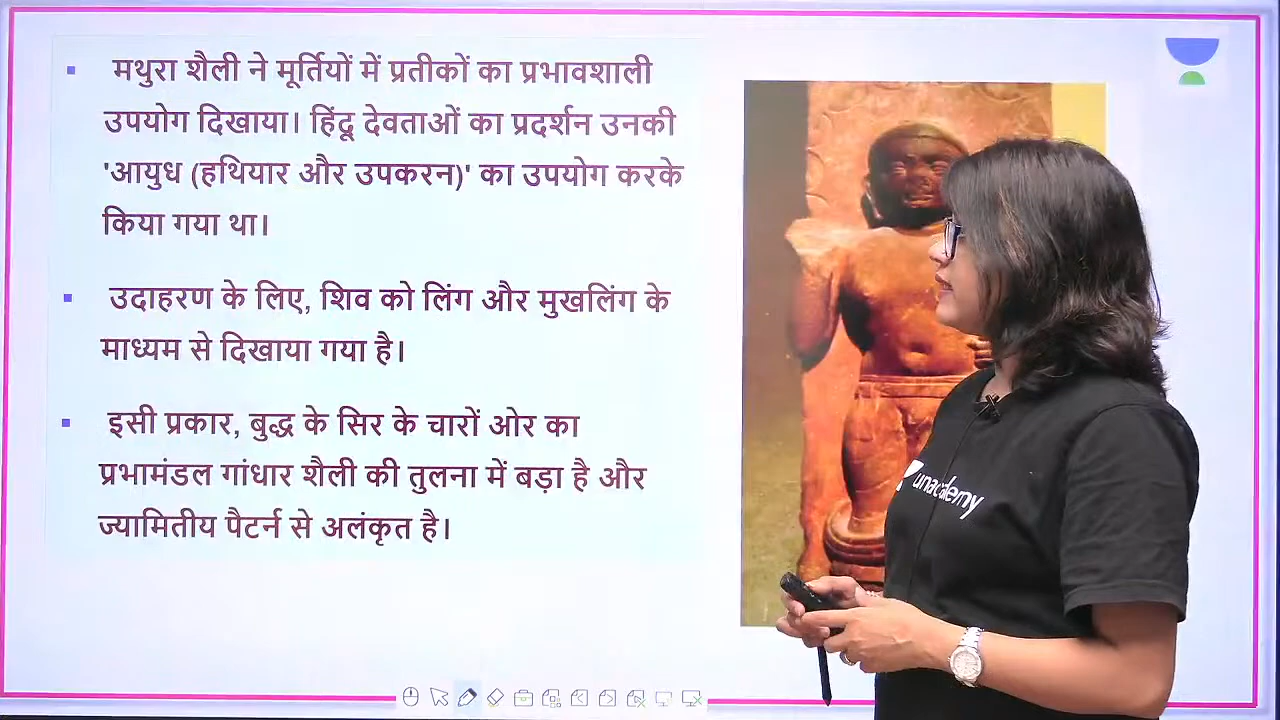 मथुरा शैली ने मूर्तियों में प्रतीकों का प्रभावशाली
उपयोग दिखाया। हिंदू देवताओं का प्रदर्शन उनकी
'आयुध (हथियार और उपकरन)' का उपयोग करके
किया गया था।
उदाहरण के लिए, शिव को लिंग और मुखलिंग के
माध्यम से दिखाया गया है।
इसी प्रकार, बुद्ध के सिर के चारों ओर का
प्रभामंडल गांधार शैली की तुलना में बड़ा है और
ज्यामितीय पैटर्न से अलंकृत है।
unacademy